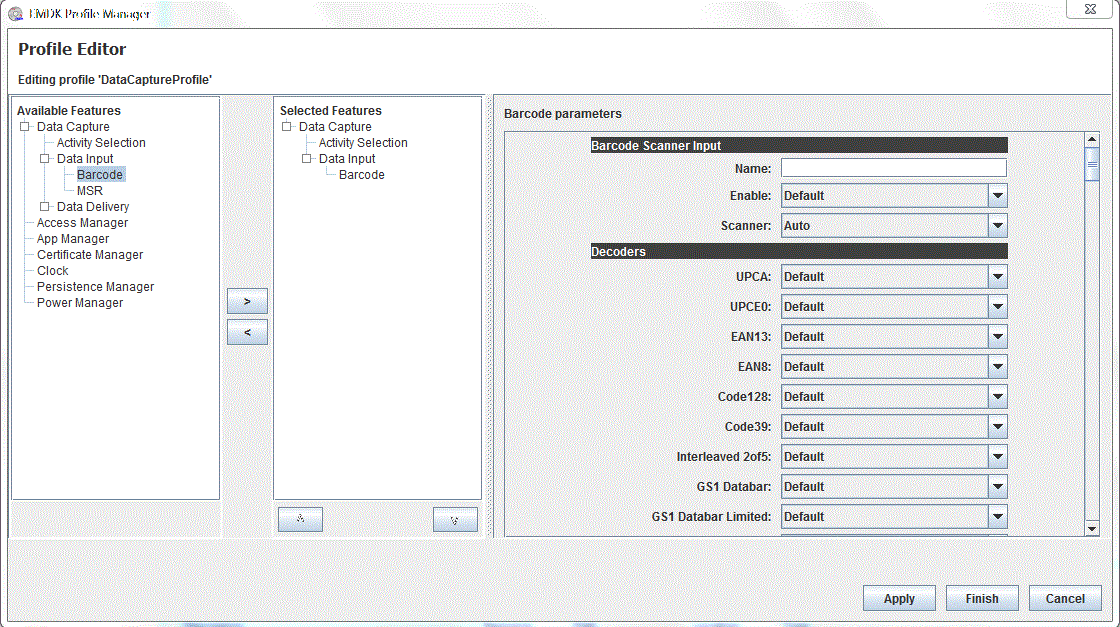 EMDK Profile Manager
Profile Editor
Editing profile 'DataCaptureProfile'
Available Features
Data Capture
Activity Selection
Data Input
Barcode
MSR
Data Delivery
Access Manager
App Manager
Certificate Manager
Clock
Persistence Manager
Power Manager
>
<
Selected Features
Data Capture
Activity Selection
Data Input
Barcode
Barcode parameters
Barcode Scanner Input
Name:
Enable: Default
Scanner: Auto
Decoders
UPCA: Default
UPCE0: Default
EAN13: Default
EAN8: Default
Code128: Default
Code39: Default
Interleaved 2of5: Default
GS1 Databar: Default
GS1 Databar Limited: Default
Apply Finish Cancel